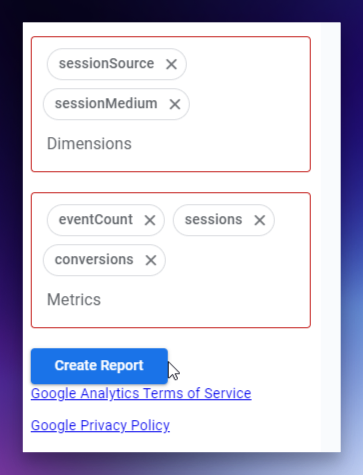 sessionSource
sessionMedium
Dimensions
eventCount sessions
conversions
Metrics
Create Report
Google Analytics Terms of Service
Google Privacy Policy